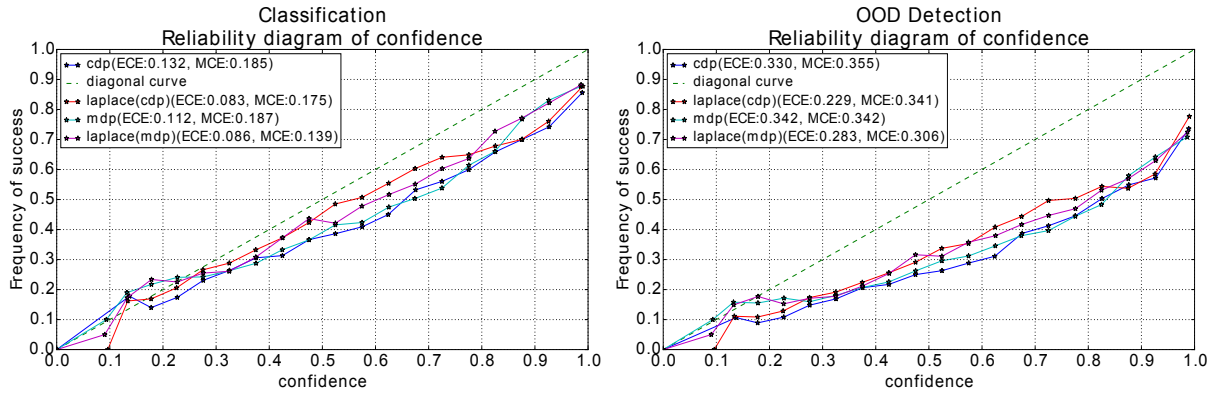 Classification
Reliability diagram of confidence
cdp(ECE:0.132, MCE:0.185)
diagonal curve
laplace(cdp)(ECE:0.083, MCE:0.175)
mdp(ECE:0.112, MCE:0.187)
laplace(mdp)(ECE:0.086, MCE:0.139)
Frequency of success
1.0
0.9
0.8
0.7
0.6
0.5
0.4
0.3
0.2
0.1
0.0
0.0 0.1 0.2 0.3 0.4 0.5 0.6 0.7 0.8 0.9 1.0
confidence
OOD Detection
Reliability diagram of confidence
cdp(ECE:0.330, MCE:0.355)
diagonal curve
laplace(cdp)(ECE:0.229, MCE:0.341)
mdp(ECE:0.342, MCE:0.342)
laplace(mdp)(ECE:0.283, MCE:0.306)
Frequency of success
1.0
0.9
0.8
0.7
0.6
0.5
0.4
0.3
0.2
0.1
0.0
0.0 0.1 0.2 0.3 0.4 0.5 0.6 0.7 0.8 0.9 1.0
confidence